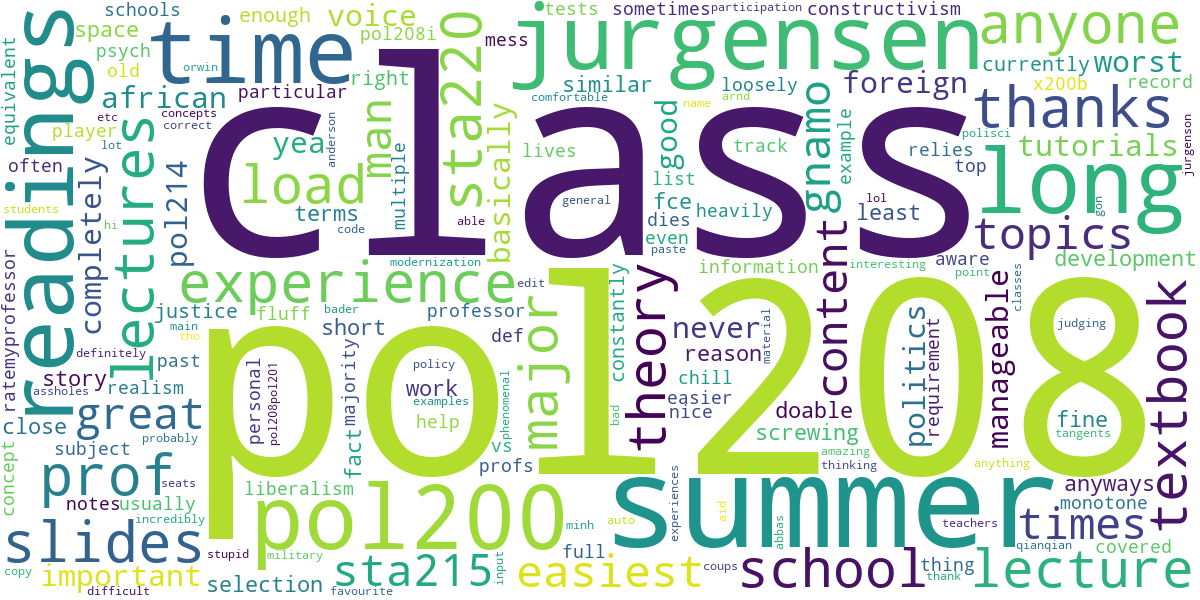 class
pol208
summer
jurgensen
readings
time
long
experience
pol200
prof
lecture
school
textbook
slides
lectures
theory
major
topics
thanks
anyone
great
load
man
sta220
sta215
easiest
times
content
gnamo
manageable
important
schools
space
psych
old
african
particular
completely
pol214
equivalent
player
often
etc
concepts
correct
lot
orwin
enough
voice
pol208i
right
yea
terms
code
multiple
anderson
basically
mess
tests
sometimes
participation
constructivism
similar
loosely
foreign
currently
worst
x200b
record
comfortable
name
arnd
good
track
lives
list
fce
dies
heavily
even
paste
example
least
lol
relies
top
polisci
tutorials
jurgenson
gon
able
general
students
hi
modernization
information
interesting
aware
point
development
classes
justice
fluff
bader
edit
professor
short
def
constantly
never
reason
material
chill
easier
nice
doable
politics
requirement
judging
ratemyprofessor
main
tho
definitely
past
story
assholes
realism
close
personal
pol208pol201
majority
policy
work
examples
help
fact
vs
phenomenal
bad
screwing
amazing
thinking
fine
tangents
anything
anyways
monotone
probably
subject
seats
concept
notes
usually
incredibly
liberalism
profs
experiences
aid
auto
minh
input
full
coups
abbas
teachers
qianqian
covered
thing
thank
copy
difficult
stupid
military
selection
favourite